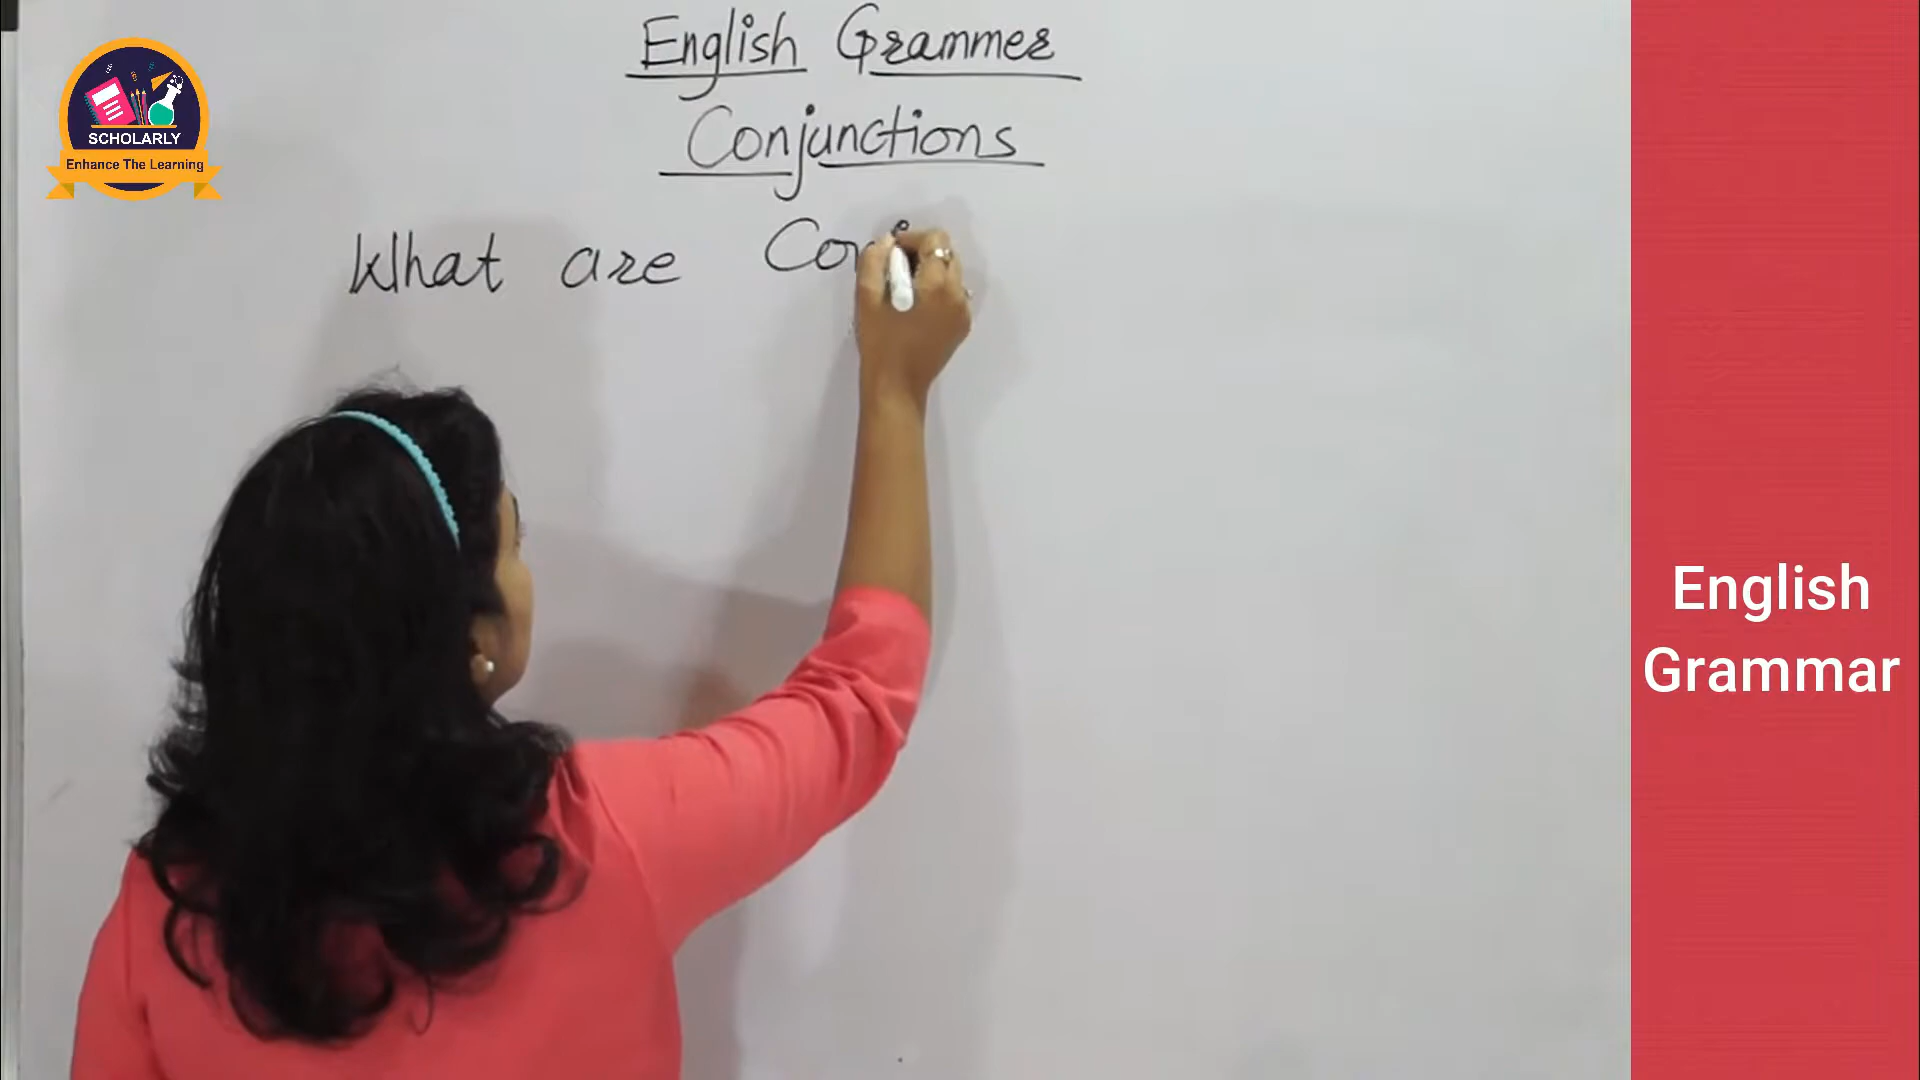 English Grammer
Conjunctions
What are
SCHOLARLY
Enhance The Learning
English
Grammar